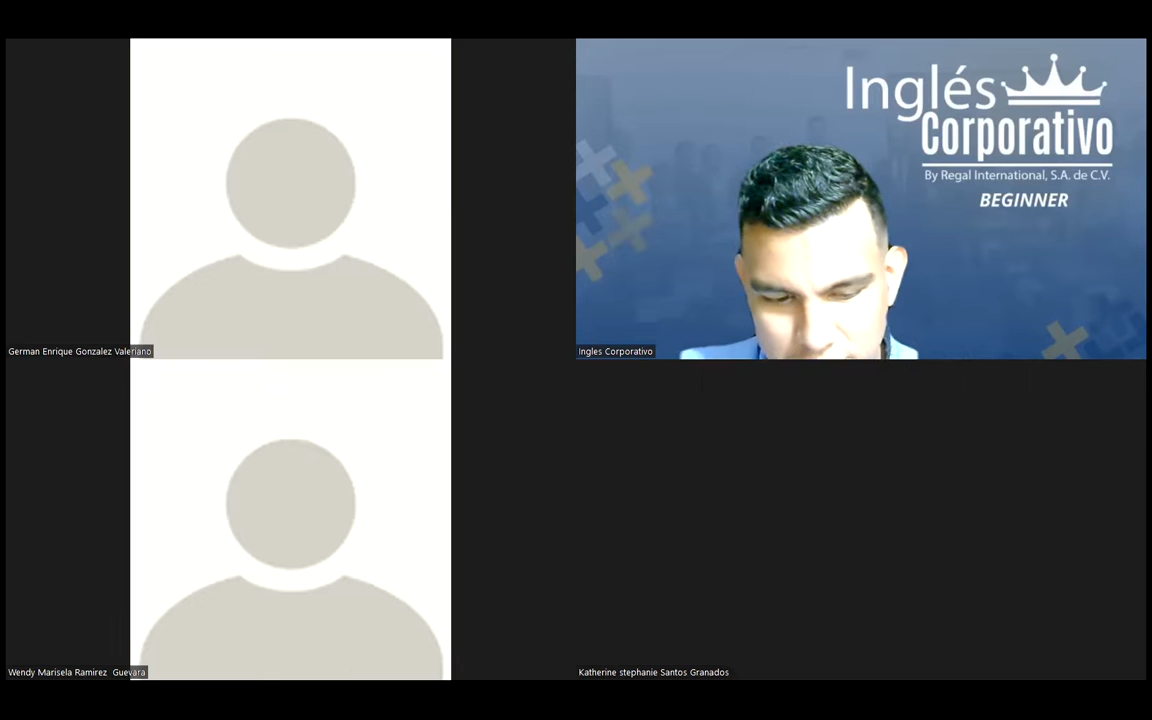 Inglés
Corporativo
By Regal International, S.A. de C.V.
BEGINNER
German Enrique Gonzalez Valeriano
Ingles Corporativo
Wendy Marisela Ramirez  Guevara
Katherine stephanie Santos Granados